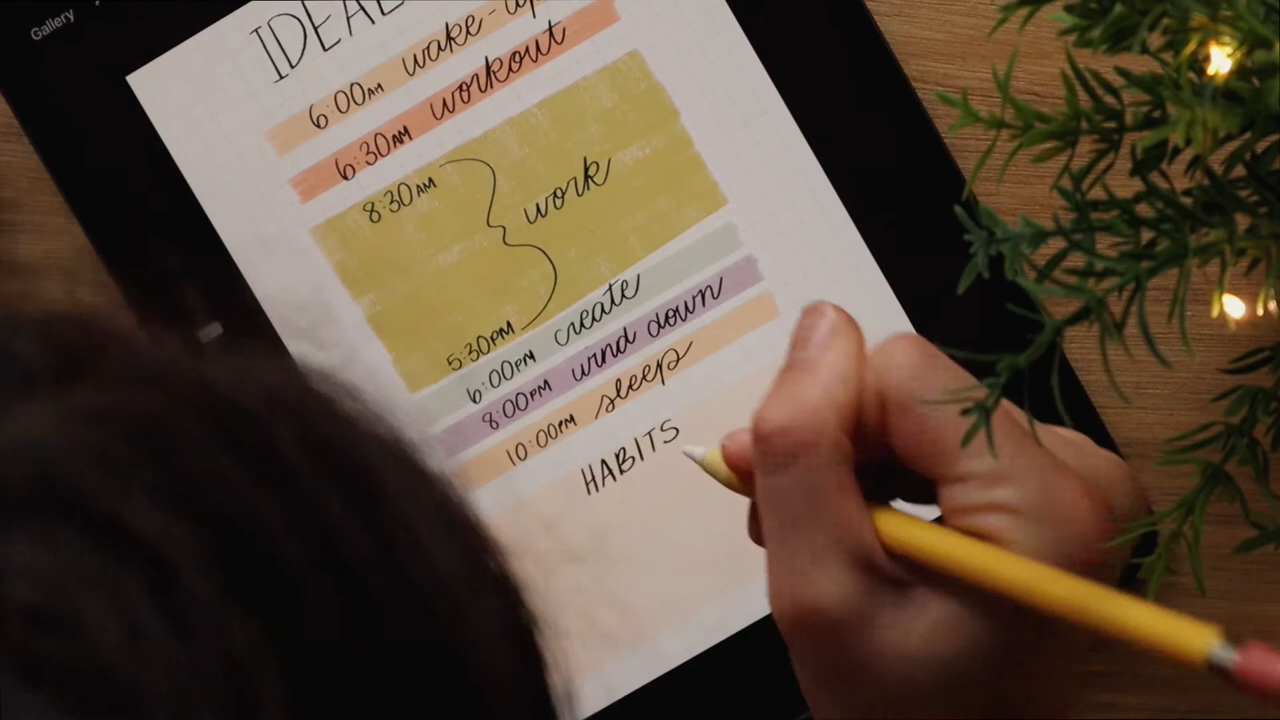 Gallery
IDEAL
6:00AM wake-up
6:30AM workout
8:30AM
work
5:30PM
6:00PM create
8:00PM wind down
10:00PM sleep
HABITS